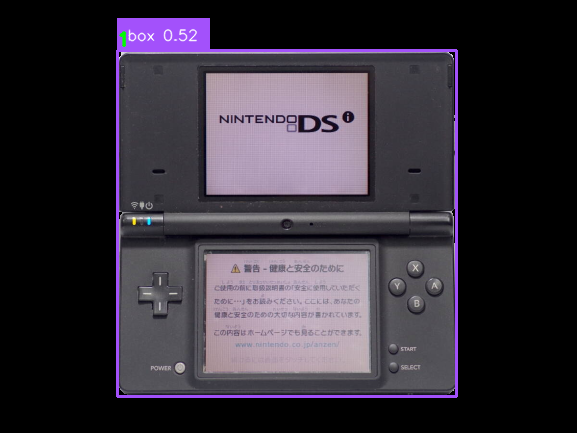 1 box 0.52
NINTENDO DS i
警告 - 健康と安全のために
ご使用の前に取扱説明書の「安全に使用していただく
ために…」をお読みください。ここには、あなたの
健康と安全のための大切な内容が書かれています。
この内容はホームページでも見ることができます。
www.nintendo.co.jp/anzen/
X
Y A
B
START
POWER SELECT